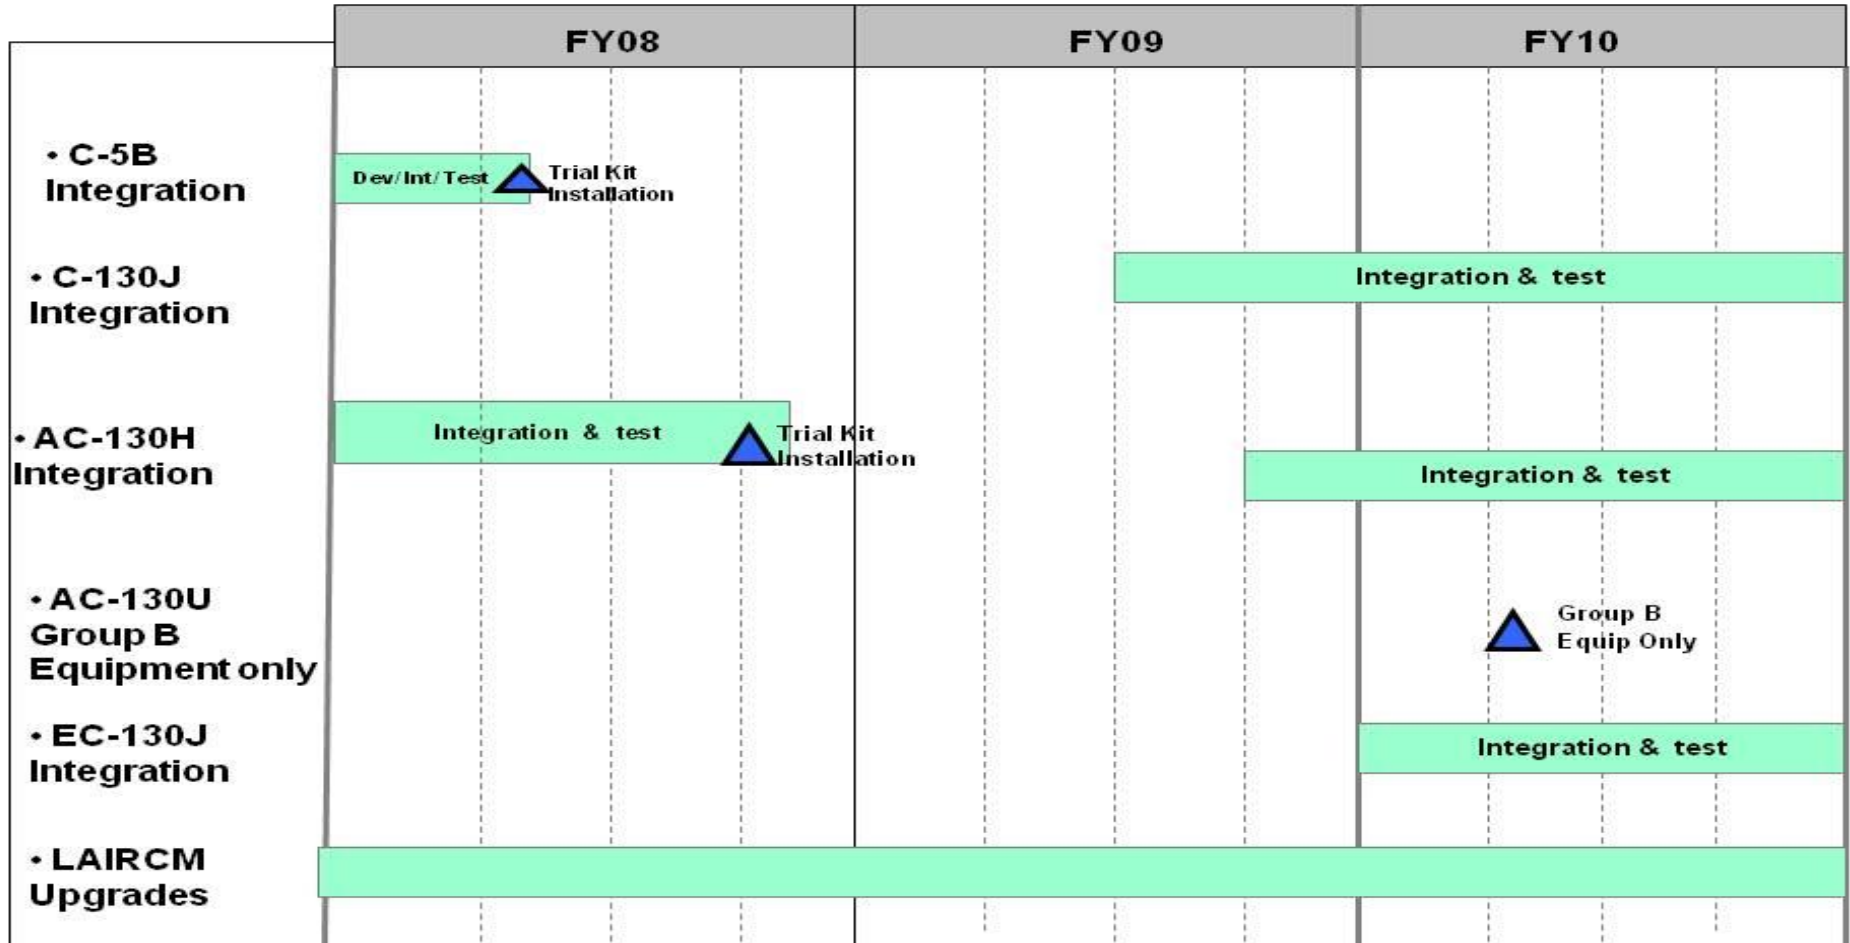 FY08 FY09 FY10
• C-5B
Integration
Dev/Int/Test
Trial Kit
Installation
• C-130J
Integration
Integration & test
• AC-130H
Integration
Integration & test
Trial Kit
Installation
Integration & test
• AC-130U
Group B
Equipment only
Group B
Equip Only
• EC-130J
Integration
Integration & test
• LAIRCM
Upgrades